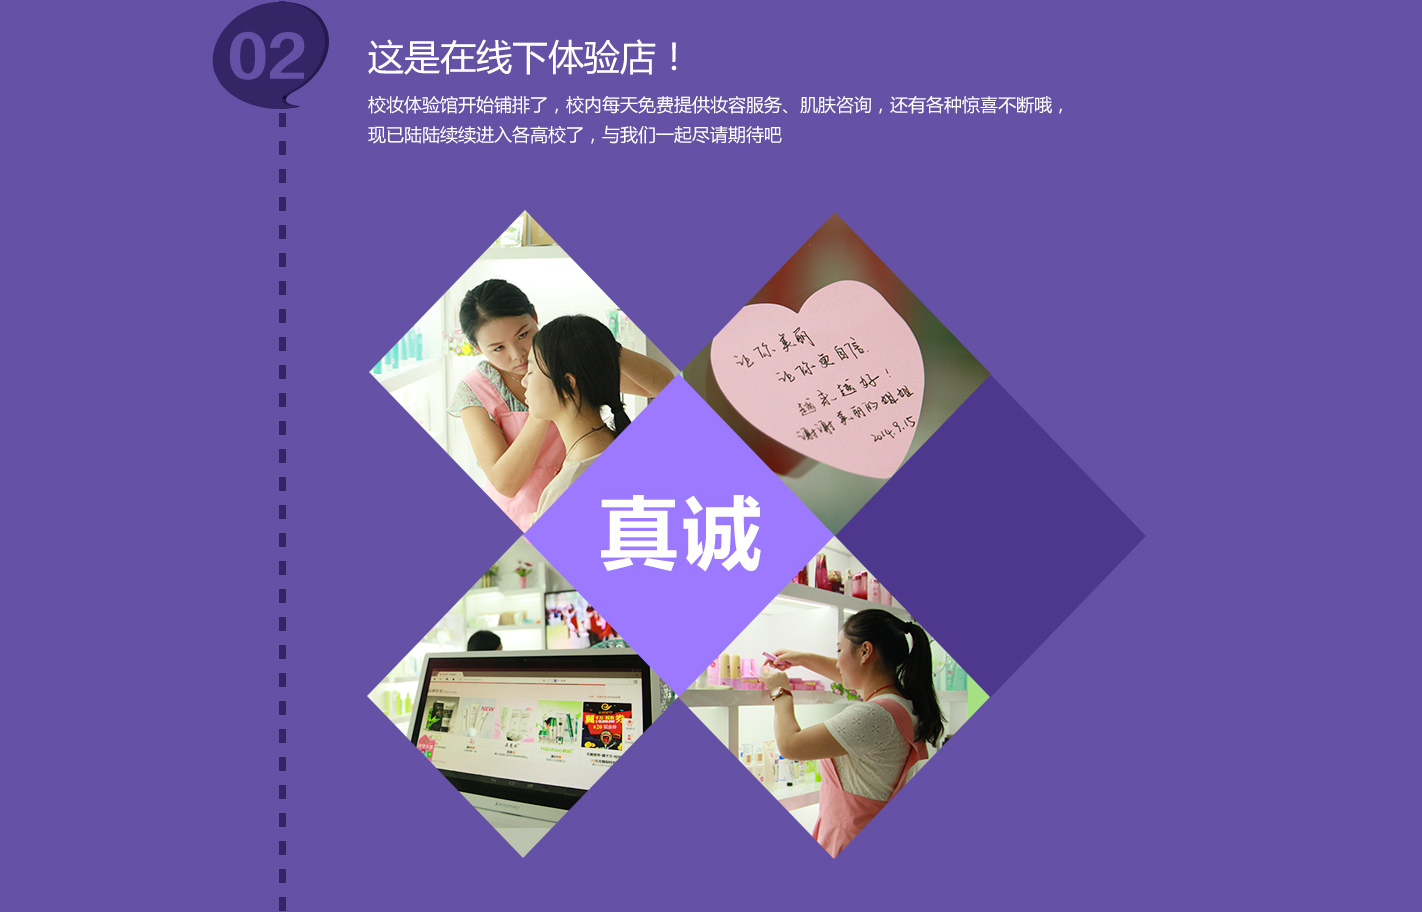 02
这是在线下体验店！
校妆体验馆开始铺排了，校内每天免费提供妆容服务、肌肤咨询，还有各种惊喜不断哦，
现已陆陆续续进入各高校了，与我们一起尽请期待吧
让你美丽
让你更自信
越来越好！
谢谢美丽的姐姐
2014.9.15
真诚
NEW
¥20